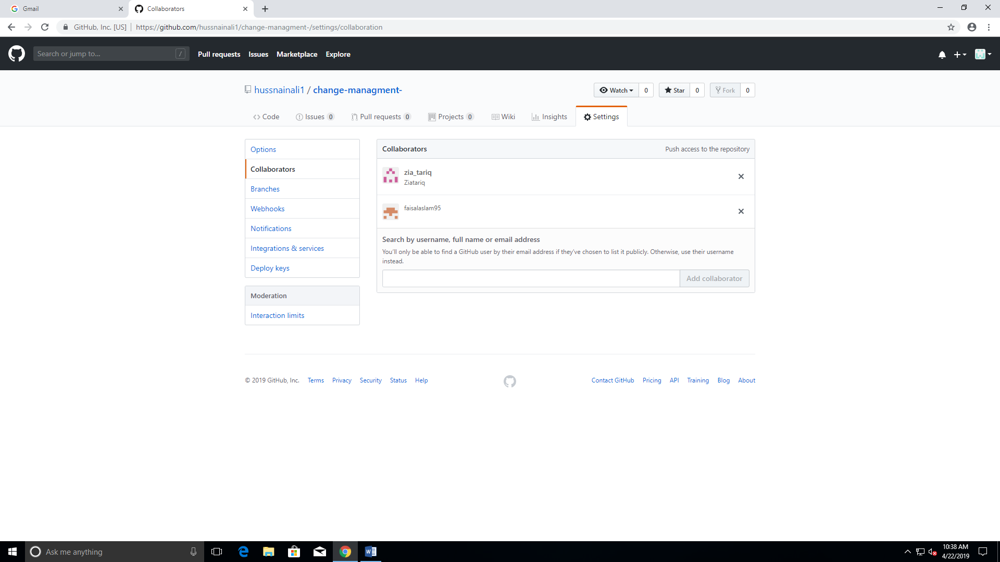 Gmail
Collaborators
GitHub, Inc. [US] https://github.com/hussnainali1/change-managment-/settings/collaboration
Search or jump to... /
Pull requests Issues Marketplace Explore
hussnainali1 / change-managment-
Watch 0 Star 0 Fork 0
Code Issues 0 Pull requests 0 Projects 0 Wiki Insights Settings
Options
Collaborators
Branches
Webhooks
Notifications
Integrations & services
Deploy keys
Moderation
Interaction limits
Collaborators Push access to the repository
zia_tariq
Ziatariq
faisalaslam95
Search by username, full name or email address
You’ll only be able to find a GitHub user by their email address if they’ve chosen to list it publicly. Otherwise, use their username
instead.
Add collaborator
© 2019 GitHub, Inc. Terms Privacy Security Status Help
Contact GitHub Pricing API Training Blog About
Ask me anything
10:38 AM
4/22/2019